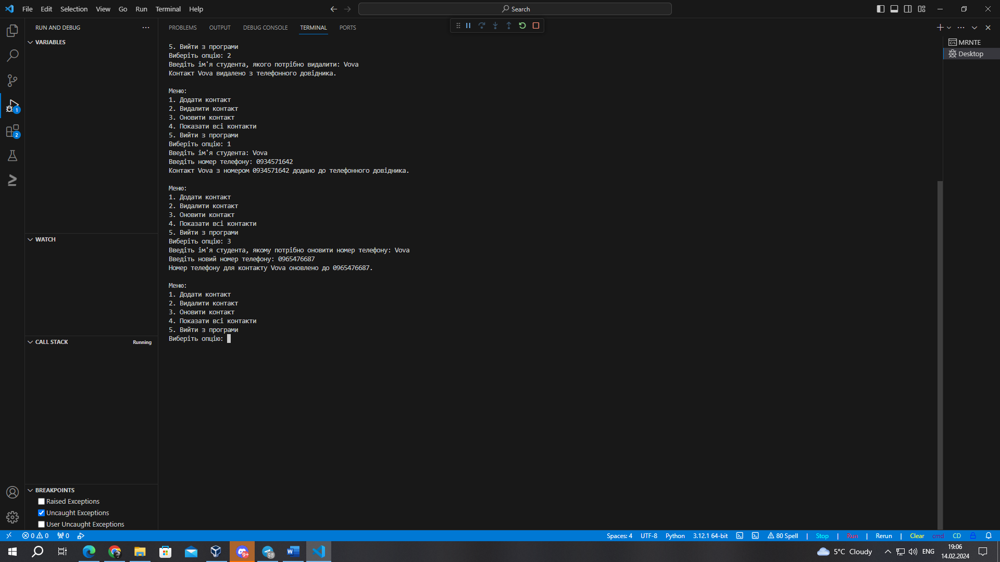 File Edit Selection View Go Run Terminal Help
Search
RUN AND DEBUG
PROBLEMS OUTPUT DEBUG CONSOLE TERMINAL PORTS
VARIABLES
MRNTE
Desktop
5. Вийти з програми
Виберіть опцію: 2
Введіть ім'я студента, якого потрібно видалити: Vova
Контакт Vova видалено з телефонного довідника.
Меню:
1. Додати контакт
2. Видалити контакт
3. Оновити контакт
4. Показати всі контакти
5. Вийти з програми
Виберіть опцію: 1
Введіть ім'я студента: Vova
Введіть номер телефону: 0934571642
Контакт Vova з номером 0934571642 додано до телефонного довідника.
Меню:
1. Додати контакт
2. Видалити контакт
3. Оновити контакт
4. Показати всі контакти
5. Вийти з програми
Виберіть опцію: 3
Введіть ім'я студента, якому потрібно оновити номер телефону: Vova
Введіть новий номер телефону: 0965476687
Номер телефону для контакту Vova оновлено до 0965476687.
Меню:
1. Додати контакт
2. Видалити контакт
3. Оновити контакт
4. Показати всі контакти
5. Вийти з програми
Виберіть опцію:
1
2
WATCH
CALL STACK Running
BREAKPOINTS
Raised Exceptions
Uncaught Exceptions
User Uncaught Exceptions
0 0 0
Spaces: 4 UTF-8 Python 3.12.1 64-bit 80 Spell | Stop | Run | Rerun | Clear cmd CD
9+
98
5°C Cloudy
ENG
19:06
14.02.2024